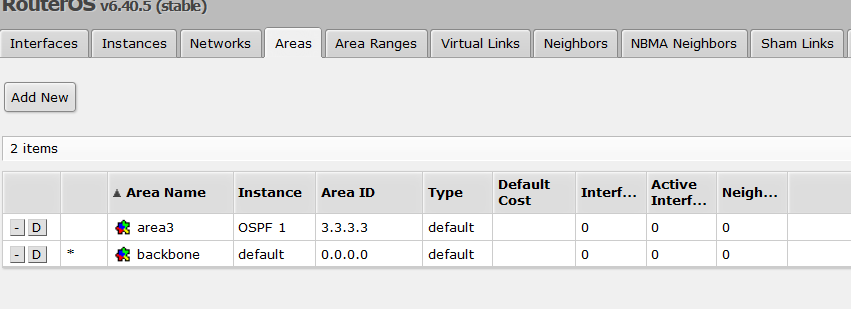 RouterOS v6.40.5 (stable)
Interfaces Instances Networks Areas Area Ranges Virtual Links Neighbors NBMA Neighbors Sham Links
Add New
2 items
▲ Area Name Instance Area ID Type Default Cost Interf... Active Interf... Neigh...
- D area3 OSPF 1 3.3.3.3 default 0 0 0
- D * backbone default 0.0.0.0 default 0 0 0